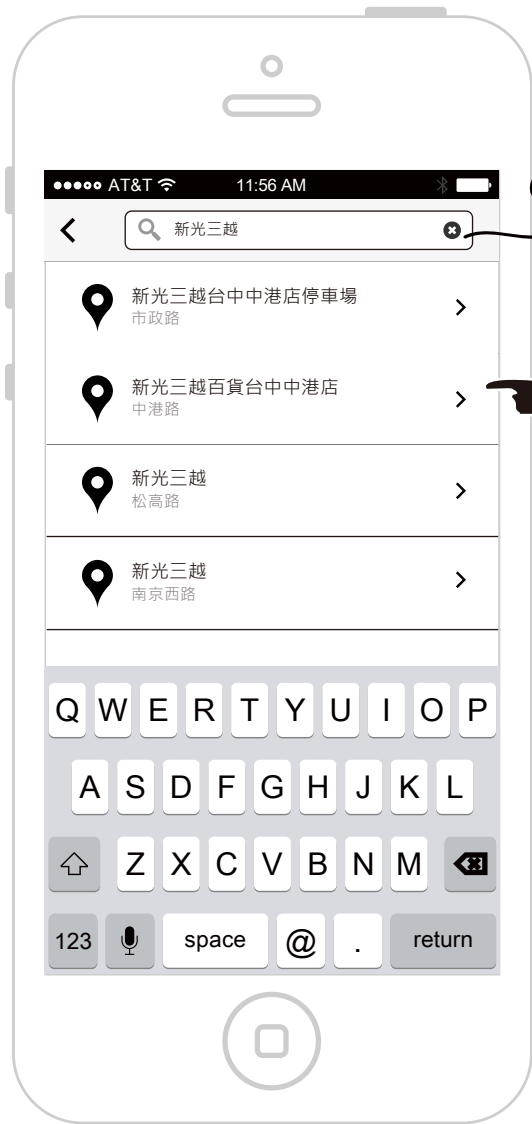 AT&T 11:56 AM
新光三越
新光三越台中中港店停車場
市政路
新光三越百貨台中中港店
中港路
新光三越
松高路
新光三越
南京西路
Q W E R T Y U I O P
A S D F G H J K L
Z X C V B N M
123 space @ . return